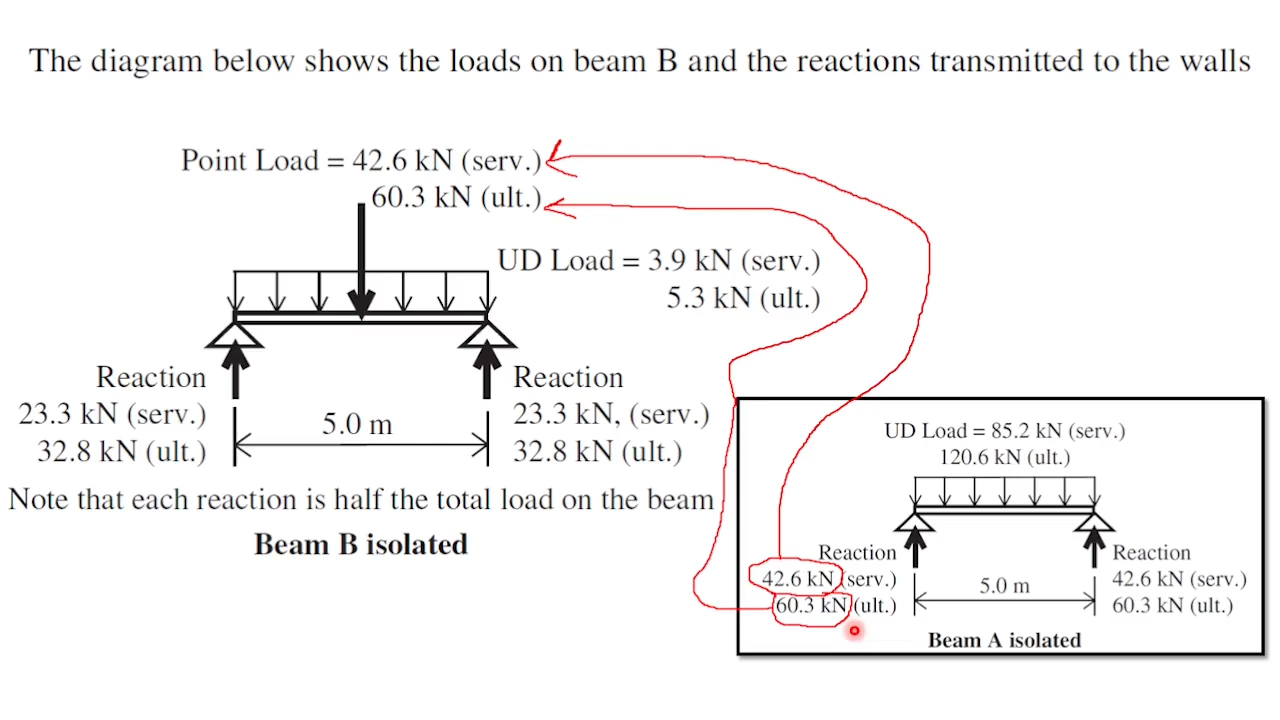 The diagram below shows the loads on beam B and the reactions transmitted to the walls
Point Load = 42.6 kN (serv.)
60.3 kN (ult.)
UD Load = 3.9 kN (serv.)
5.3 kN (ult.)
Reaction
23.3 kN (serv.)
32.8 kN (ult.)
5.0 m
Reaction
23.3 kN, (serv.)
32.8 kN (ult.)
Note that each reaction is half the total load on the beam
Beam B isolated
UD Load = 85.2 kN (serv.)
120.6 kN (ult.)
Reaction
42.6 kN (serv.)
60.3 kN (ult.)
5.0 m
Reaction
42.6 kN (serv.)
60.3 kN (ult.)
Beam A isolated